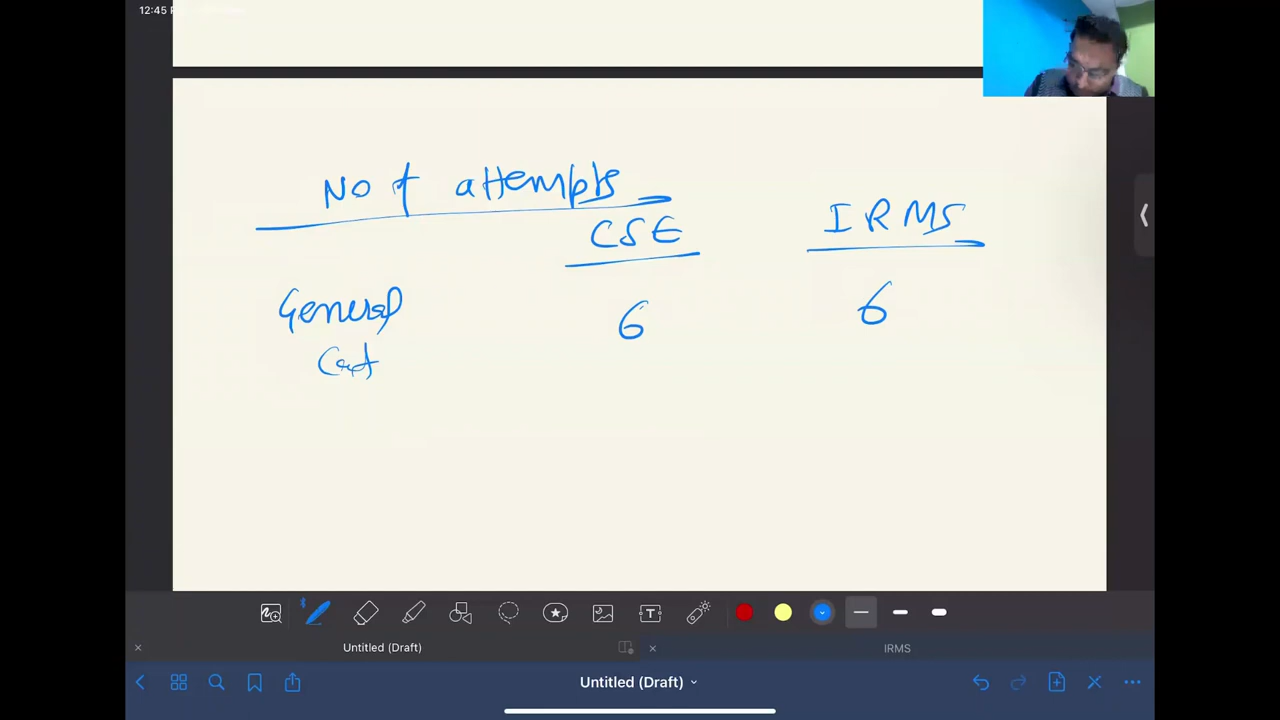 12:45
No of attempts
CSE
IRMS
General
6
6
Cat
T
Untitled (Draft)
IRMS
Untitled (Draft)